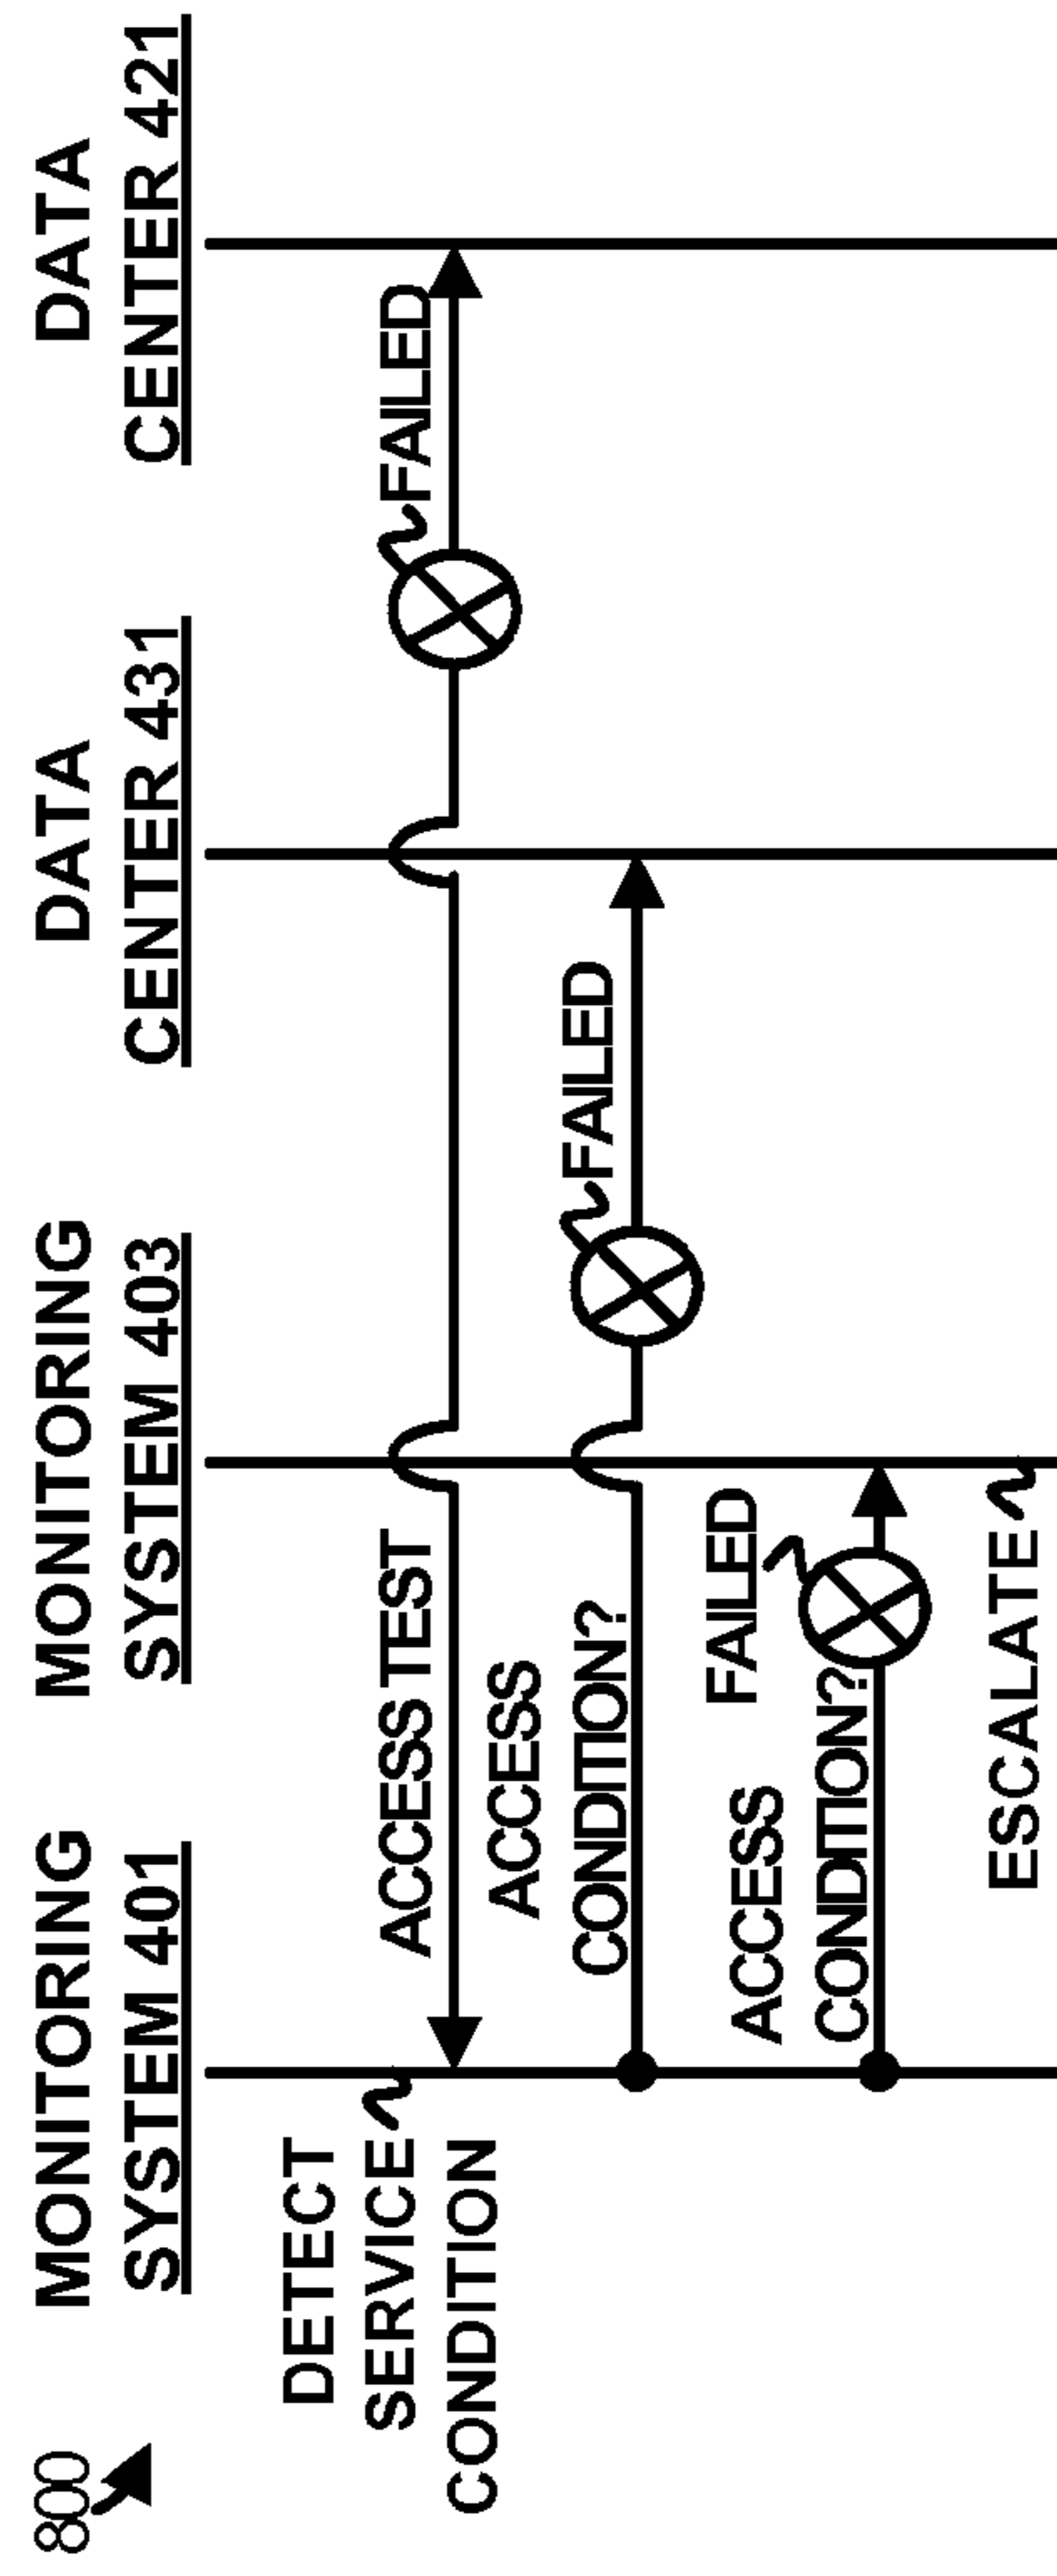 800
MONITORING
SYSTEM 401
MONITORING
SYSTEM 403
DATA
CENTER 431
DATA
CENTER 421
DETECT
SERVICE
CONDITION
ACCESS TEST
FAILED
ACCESS
CONDITION?
FAILED
ACCESS
CONDITION?
FAILED
ESCALATE